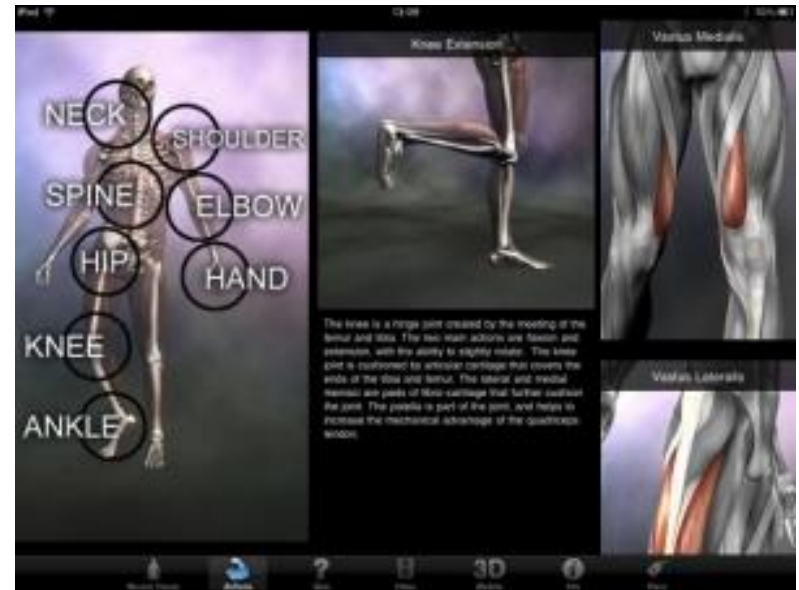 iPod
NECK
SHOULDER
SPINE
ELBOW
HIP
HAND
KNEE
ANKLE
Knee Extension
The knee is a hinge joint created by the meeting of the
femur and tibia. The two main actions are flexion and
extension, with the ability to slightly rotate. The knee
joint is cushioned by articular cartilage that covers the
ends of the tibia and femur. The lateral and medial
menisci are pads of fibro-cartilage that further cushion
the joint. The patella is part of the joint, and helps to
increase the mechanical advantage of the quadriceps
tendon.
Vastus Medialis
Vastus Lateralis
Actions
?
3D